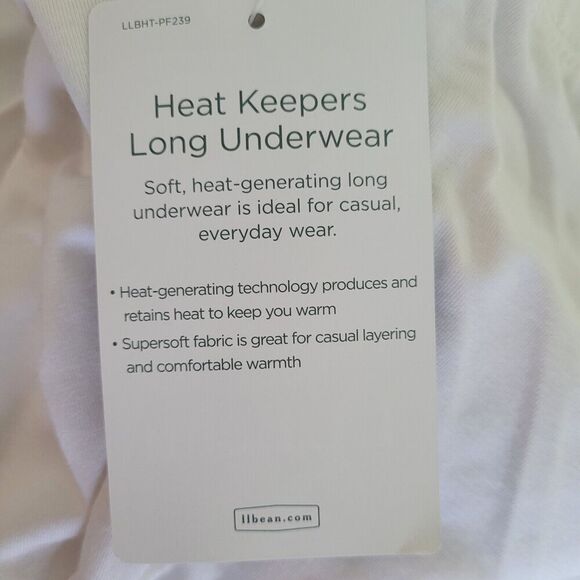 LLBHT-PF239
Heat Keepers
Long Underwear
Soft, heat-generating long
underwear is ideal for casual,
everyday wear.
• Heat-generating technology produces and
retains heat to keep you warm
• Supersoft fabric is great for casual layering
and comfortable warmth
llbean.com